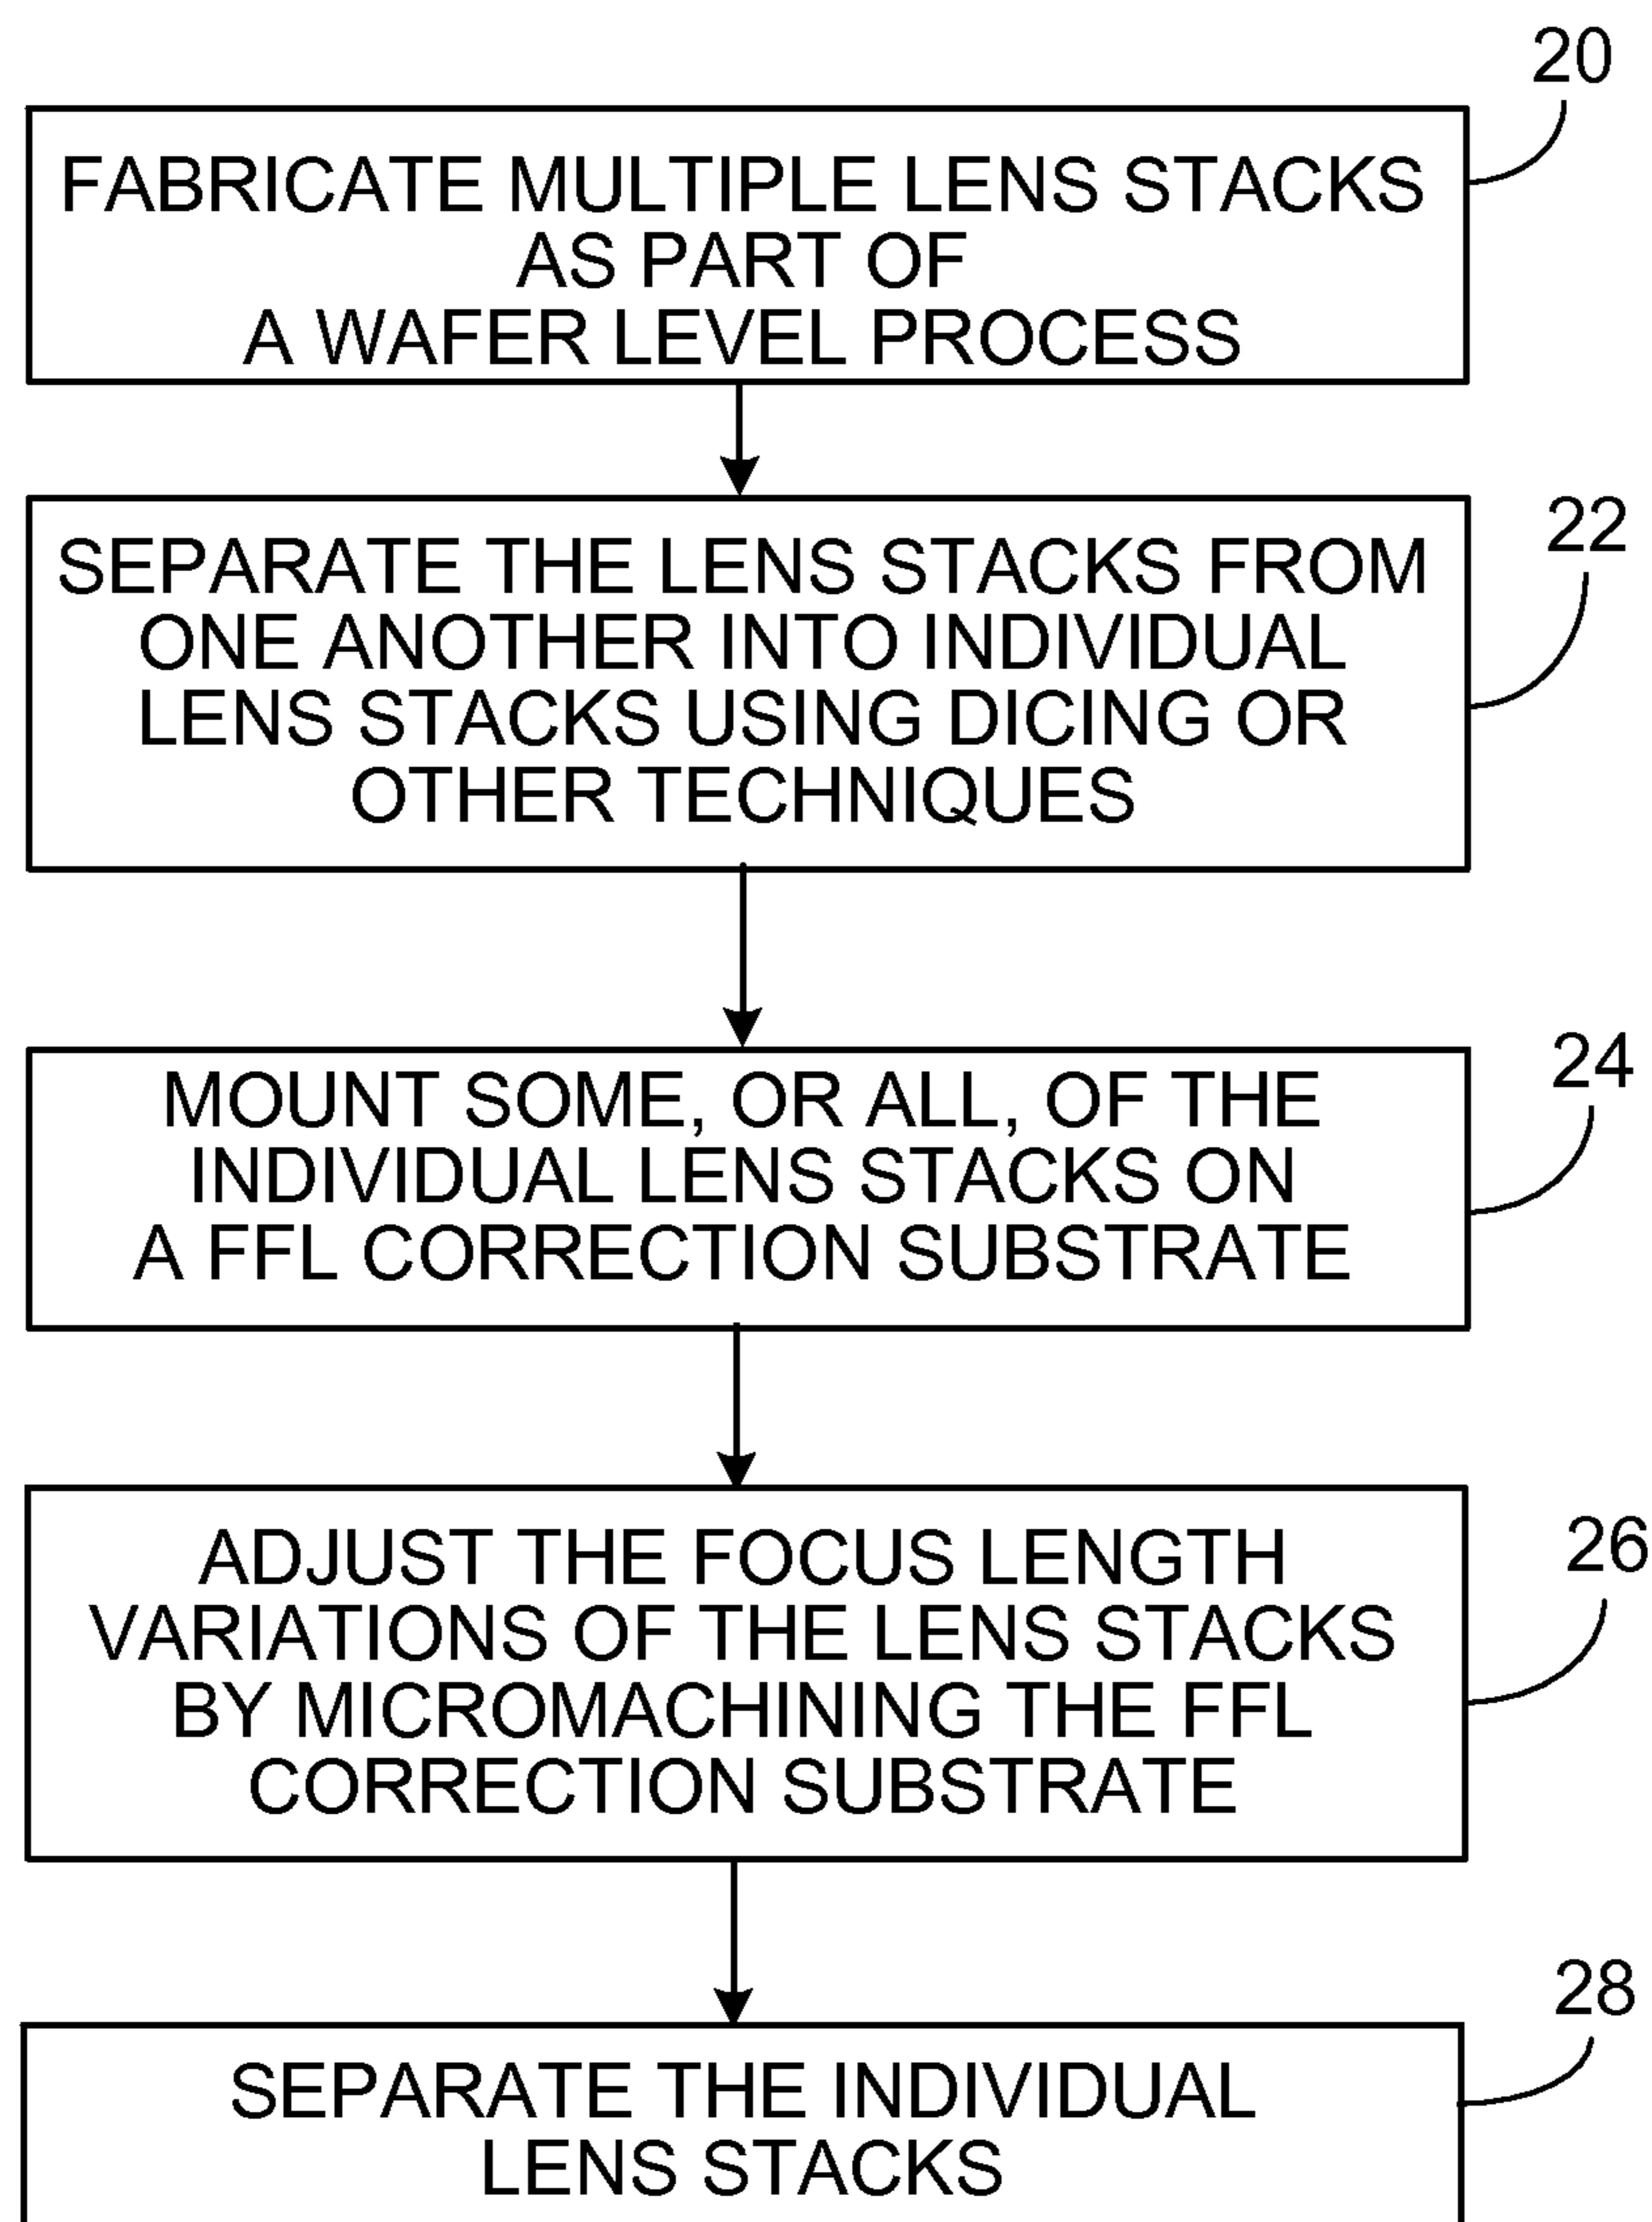 20
FABRICATE MULTIPLE LENS STACKS
AS PART OF
A WAFER LEVEL PROCESS
22
SEPARATE THE LENS STACKS FROM
ONE ANOTHER INTO INDIVIDUAL
LENS STACKS USING DICING OR
OTHER TECHNIQUES
24
MOUNT SOME, OR ALL, OF THE
INDIVIDUAL LENS STACKS ON
A FFL CORRECTION SUBSTRATE
26
ADJUST THE FOCUS LENGTH
VARIATIONS OF THE LENS STACKS
BY MICROMACHINING THE FFL
CORRECTION SUBSTRATE
28
SEPARATE THE INDIVIDUAL
LENS STACKS